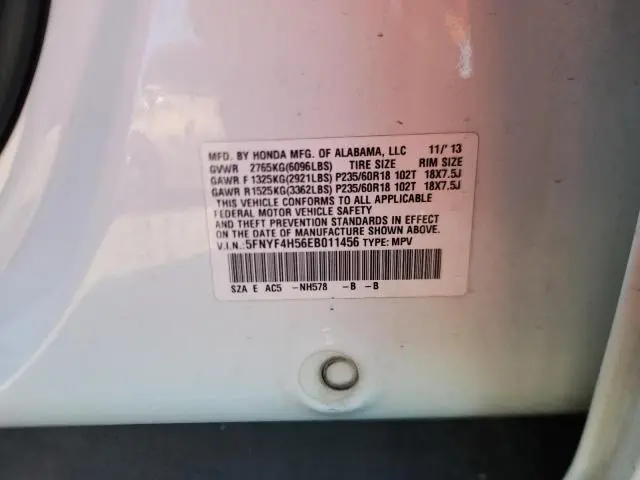 MFD. BY HONDA MFG. OF ALABAMA, LLC 11/' 13
GVWR 2765KG(6096LBS) TIRE SIZE RIM SIZE
GAWR F 1325KG(2921LBS) P235/60R18 102T 18X7.5J
GAWR R 1525KG(3362LBS) P235/60R18 102T 18X7.5J
THIS VEHICLE CONFORMS TO ALL APPLICABLE
FEDERAL MOTOR VEHICLE SAFETY
AND THEFT PREVENTION STANDARDS IN EFFECT
ON THE DATE OF MANUFACTURE SHOWN ABOVE.
V.I.N.: 5FNYF4H56EB011456 TYPE: MPV
SZA E AC5 -NH578 -B -B